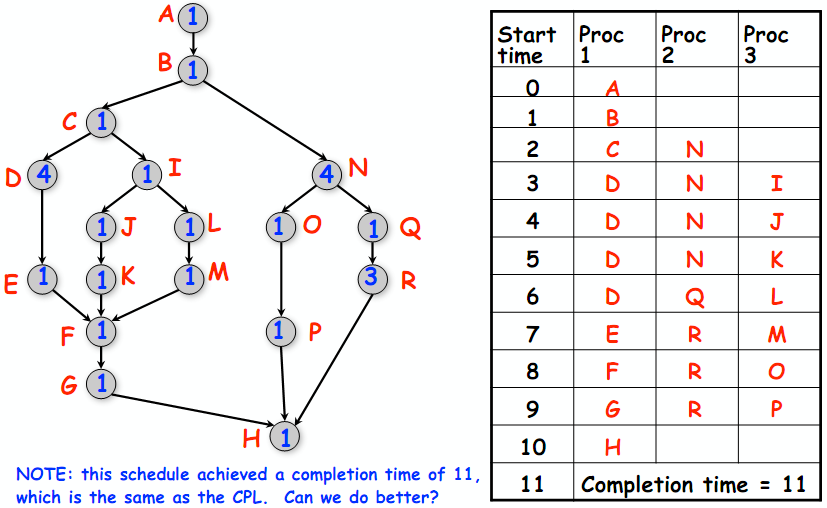 A 1
B 1
C 1
D 4 1 I 4 N
1 J 1 L 1 O 1 Q
E 1 1 K 1 M 3 R
F 1 1 P
G 1
H 1
NOTE: this schedule achieved a completion time of 11,
which is the same as the CPL. Can we do better?
Start time Proc 1 Proc 2 Proc 3
0 A
1 B
2 C N
3 D N I
4 D N J
5 D N K
6 D Q L
7 E R M
8 F R O
9 G R P
10 H
11 Completion time = 11